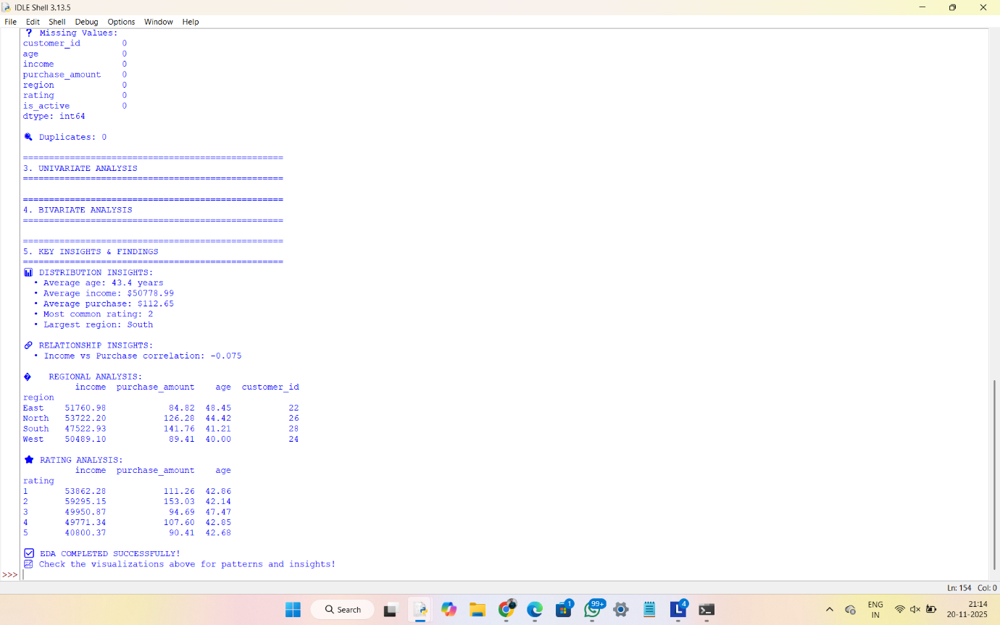 IDLE Shell 3.13.5
File Edit Shell Debug Options Window Help
? Missing Values:
customer_id 0
age 0
income 0
purchase_amount 0
region 0
rating 0
is_active 0
dtype: int64
Duplicates: 0
==================================================
3. UNIVARIATE ANALYSIS
==================================================
==================================================
4. BIVARIATE ANALYSIS
==================================================
==================================================
5. KEY INSIGHTS & FINDINGS
==================================================
DISTRIBUTION INSIGHTS:
• Average age: 43.4 years
• Average income: $50778.99
• Average purchase: $112.65
• Most common rating: 2
• Largest region: South
RELATIONSHIP INSIGHTS:
• Income vs Purchase correlation: -0.075
� REGIONAL ANALYSIS:
income purchase_amount age customer_id
region
East 51760.98 84.82 48.45 22
North 53722.20 126.28 44.42 26
South 47522.93 141.76 41.21 28
West 50489.10 89.41 40.00 24
RATING ANALYSIS:
income purchase_amount age
rating
1 53862.28 111.26 42.86
2 59295.15 153.03 42.14
3 49950.87 94.69 47.47
4 49771.34 107.60 42.85
5 40800.37 90.41 42.68
EDA COMPLETED SUCCESSFULLY!
Check the visualizations above for patterns and insights!
>>>
Ln: 154 Col: 0
Search
1
99+
4
ENG
IN
21:14
20-11-2025